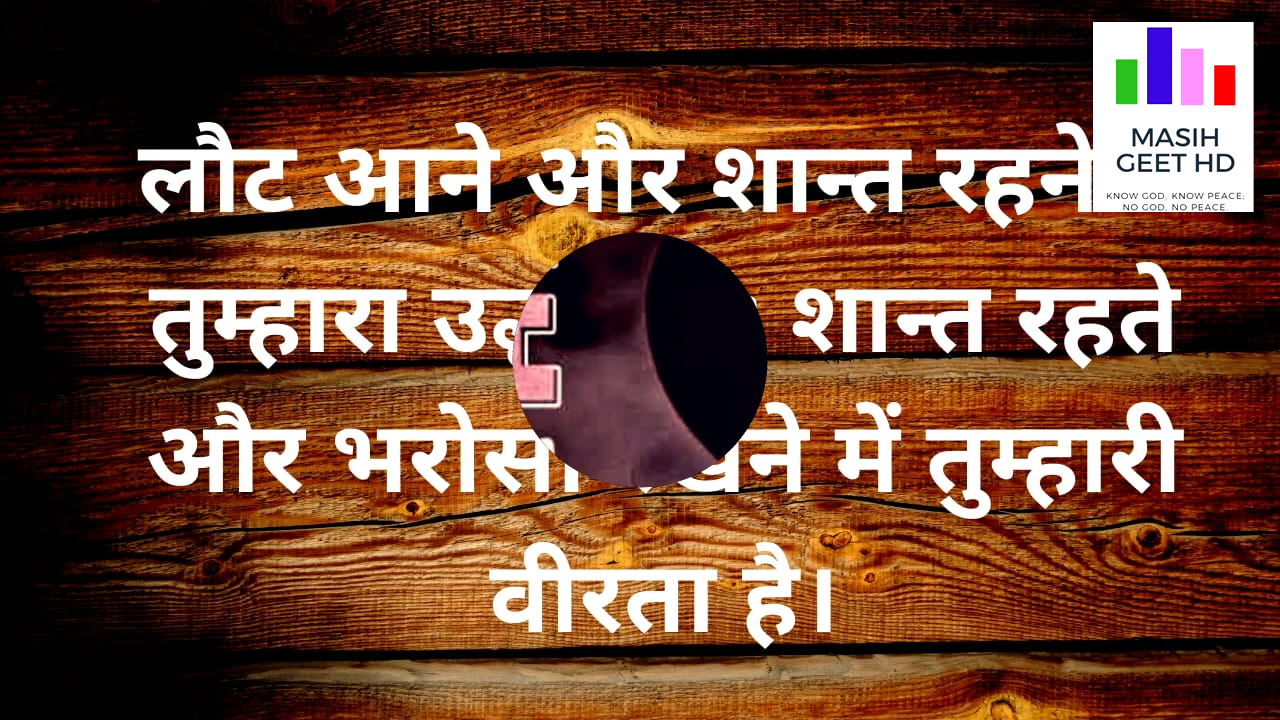 लौट आने और शान्त रहने
तुम्हारा शान्त रहते
और भरोसा में तुम्हारी
वीरता है।
MASIH
GEET HD
KNOW GOD, KNOW PEACE;
NO GOD, NO PEACE.